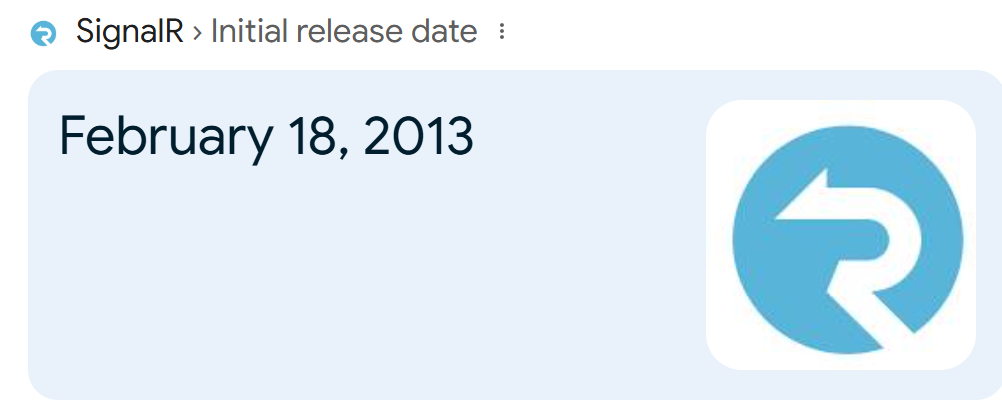 SignalR › Initial release date
February 18, 2013